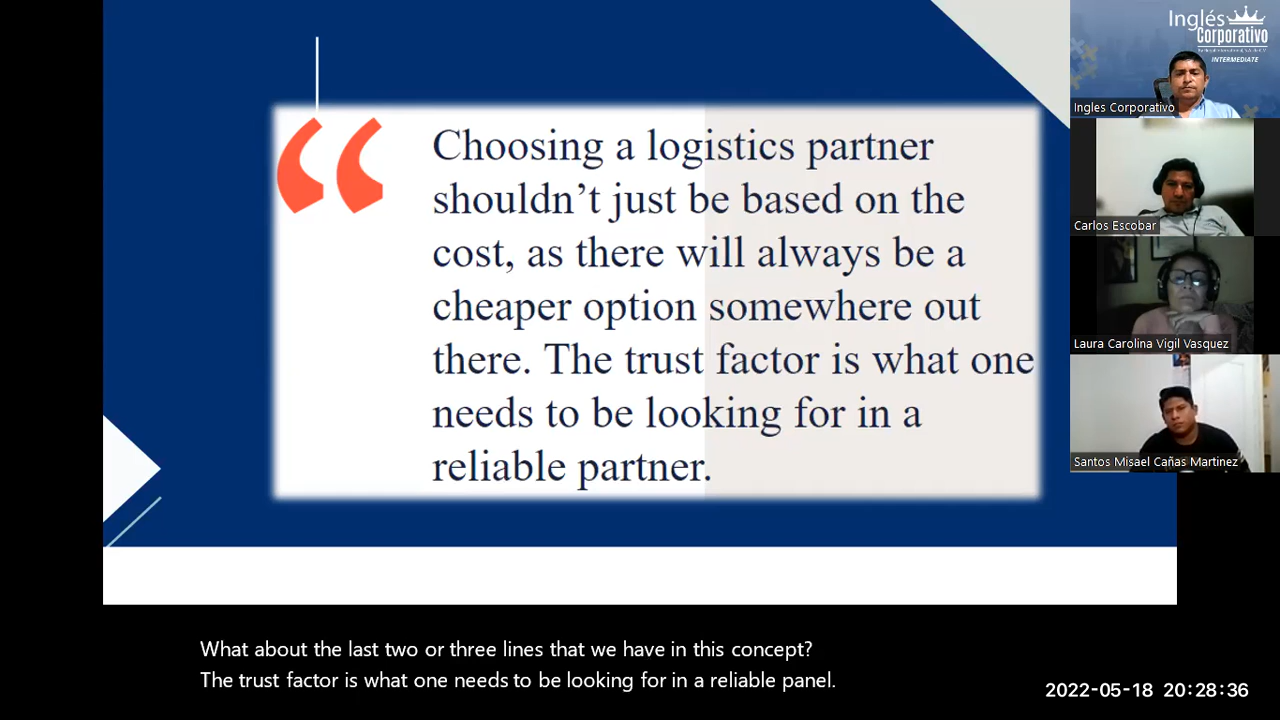 “
Choosing a logistics partner
shouldn’t just be based on the
cost, as there will always be a
cheaper option somewhere out
there. The trust factor is what one
needs to be looking for in a
reliable partner.
Inglés
Corporativo
INTERMEDIATE
Ingles Corporativo
Carlos Escobar
Laura Carolina Vigil Vasquez
Santos Misael Cañas Martinez
What about the last two or three lines that we have in this concept?
The trust factor is what one needs to be looking for in a reliable panel.
2022-05-18 20:28:36